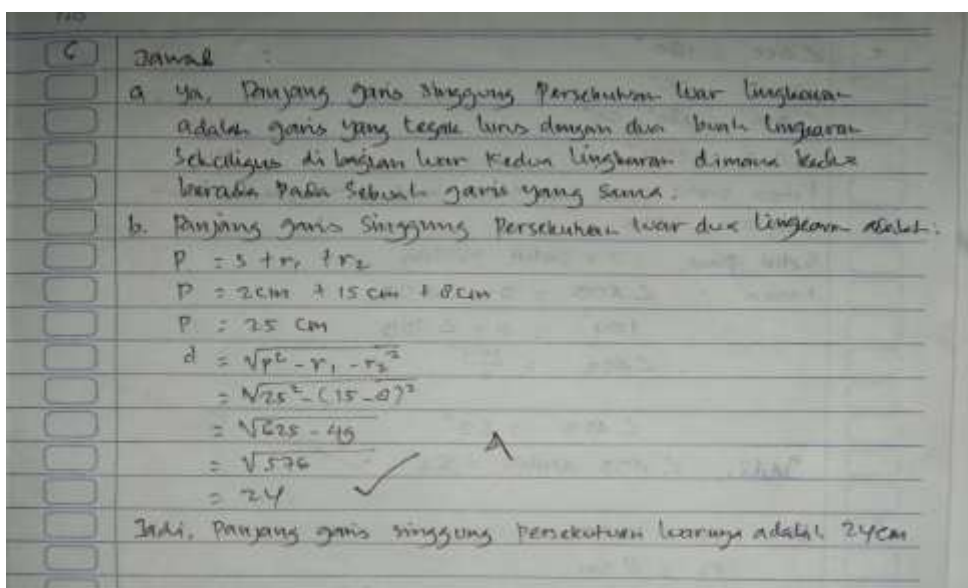 No
6 Jawab :
a ya, Panjang garis singgung Persekutuan luar lingkaran
adalah garis yang tegak lurus dengan dua buah lingkaran
Sekaligus di bagian luar kedua lingkaran dimana kedua
berada Pada Sebuah garis yang Sama.
b. Panjang garis Singgung Persekutuan luar dua lingkaran adalah:
P = s + r₁ + r₂
P = 2cm + 15 cm + 8cm
P = 25 cm
d = √p² - r₁ - r₂²
= √25² - (15 - 8)²
= √625 - 49
= √576
= 24
A
Jadi, Panjang garis singgung persekutuan luarnya adalah 24cm